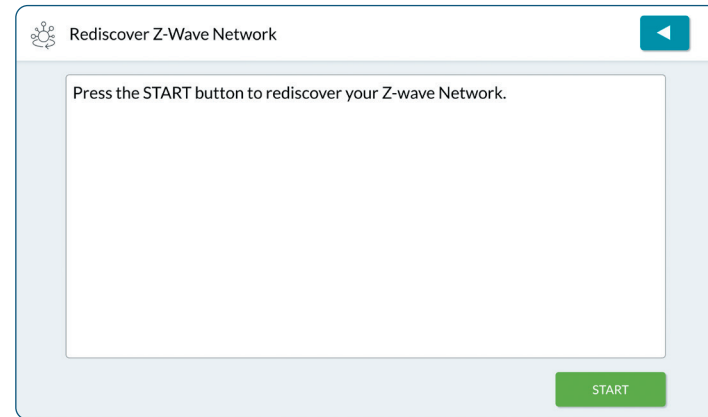 Rediscover Z-Wave Network
Press the START button to rediscover your Z-wave Network.
START